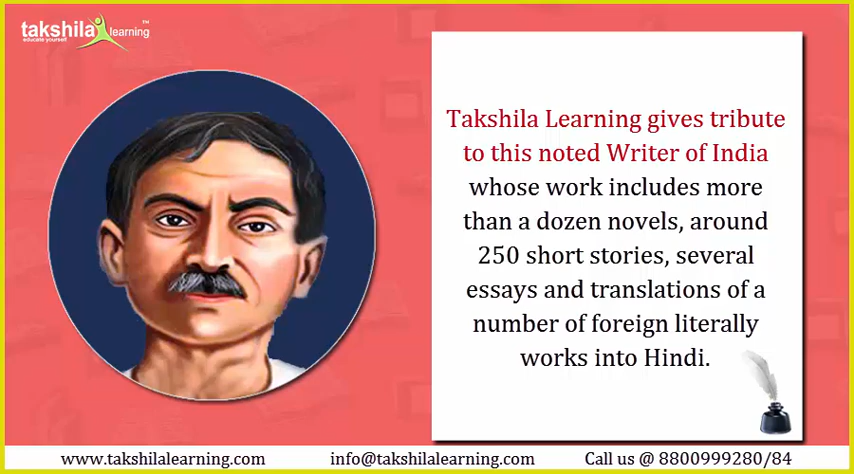 takshila learning™
educate yourself
Takshila Learning gives tribute
to this noted Writer of India
whose work includes more
than a dozen novels, around
250 short stories, several
essays and translations of a
number of foreign literally
works into Hindi.
www.takshilalearning.com info@takshilalearning.com Call us @ 8800999280/84